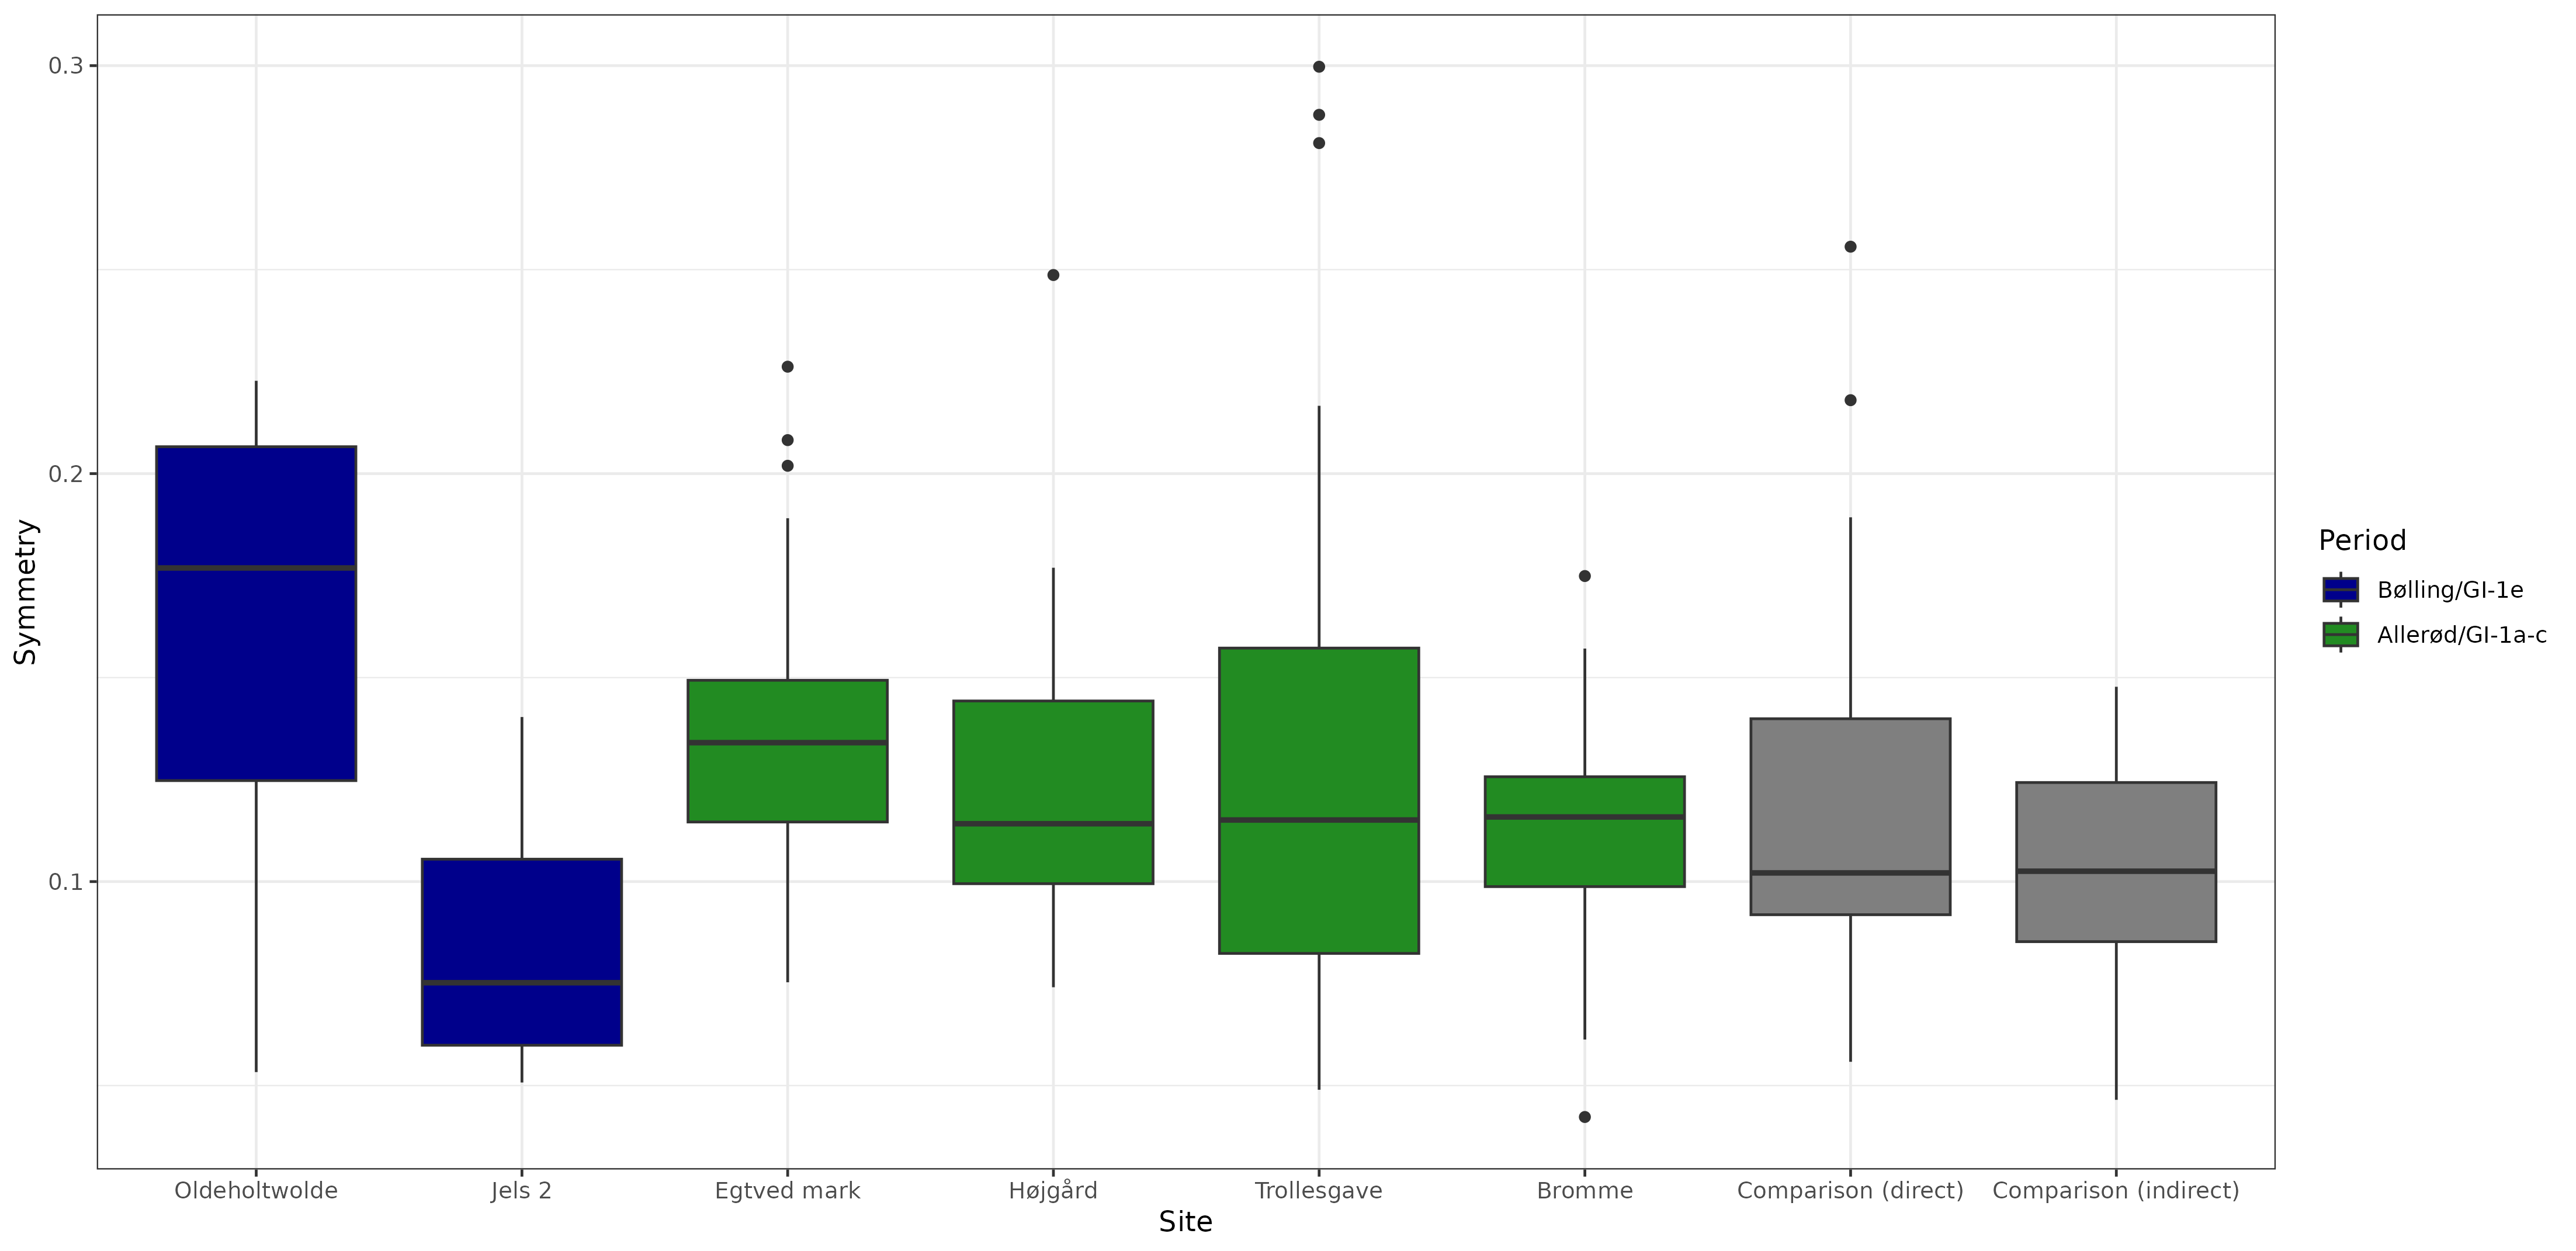 0.3
0.2
0.1
Symmetry
Oldeholtwolde
Jels 2
Egtved mark
Højgård
Trollesgave
Bromme
Comparison (direct)
Comparison (indirect)
Site
Period
Bølling/GI-1e
Allerød/GI-1a-c